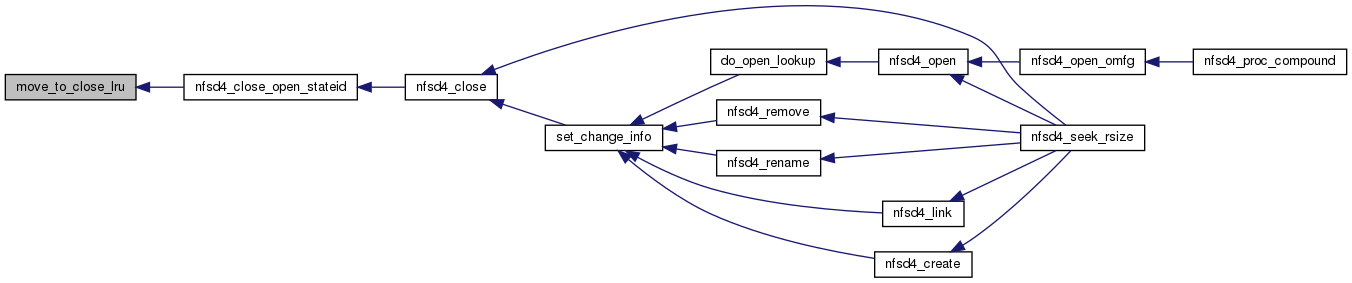 move_to_close_lru
nfsd4_close_open_stateid
nfsd4_close
set_change_info
do_open_lookup
nfsd4_remove
nfsd4_rename
nfsd4_link
nfsd4_create
nfsd4_open
nfsd4_open_omfg
nfsd4_proc_compound
nfsd4_seek_rsize